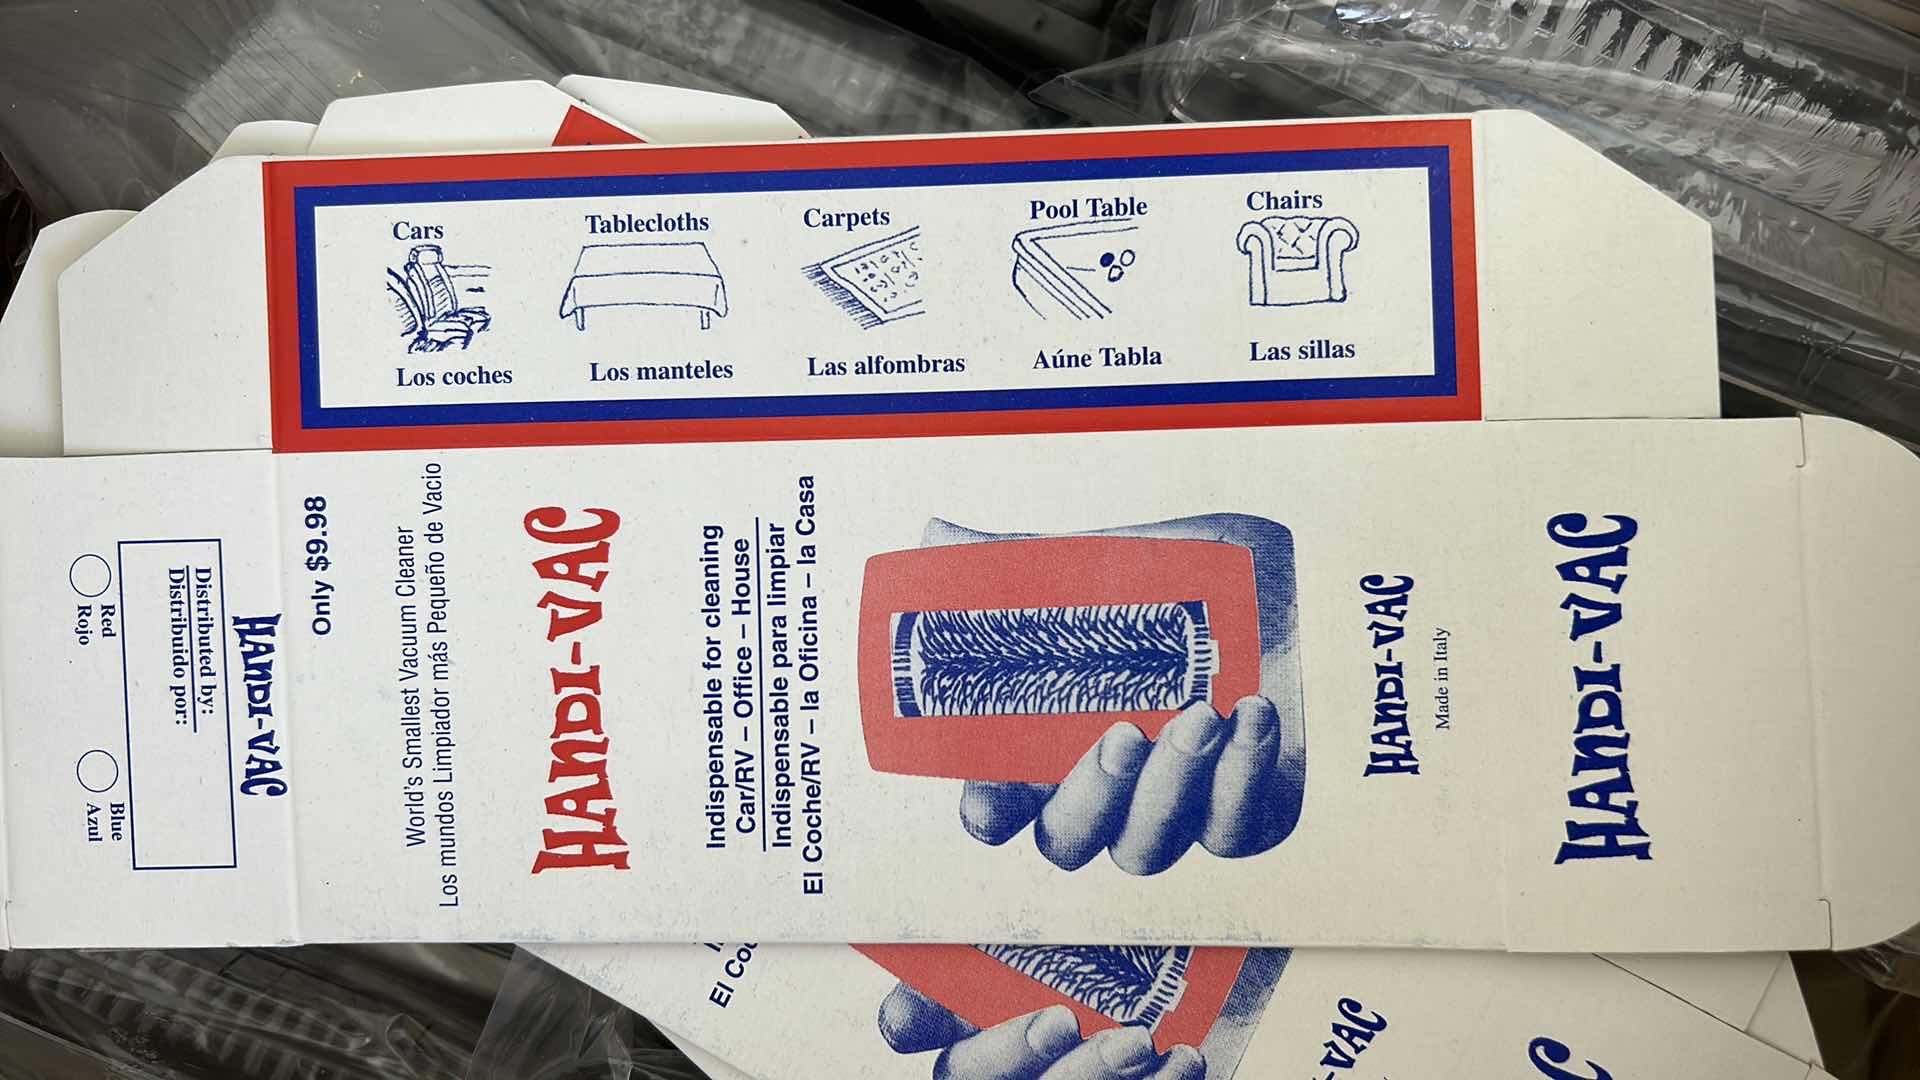 Cars
Tablecloths
Carpets
Pool Table
Chairs
Los coches
Los manteles
Las alfombras
Aúne Tabla
Las sillas
Only $9.98
World's Smallest Vacuum Cleaner
Los mundos Limpiador más Pequeño de Vacio
HANDI-VAC
Indispensable for cleaning
Car/RV – Office – House
Indispensable para limpiar
El Coche/RV – la Oficina – la Casa
HANDI-VAC
Made in Italy
HANDI-VAC
HANDI-VAC
Distributed by:
Distribuido por:
Red
Rojo
Blue
Azul
El Co
-VAC